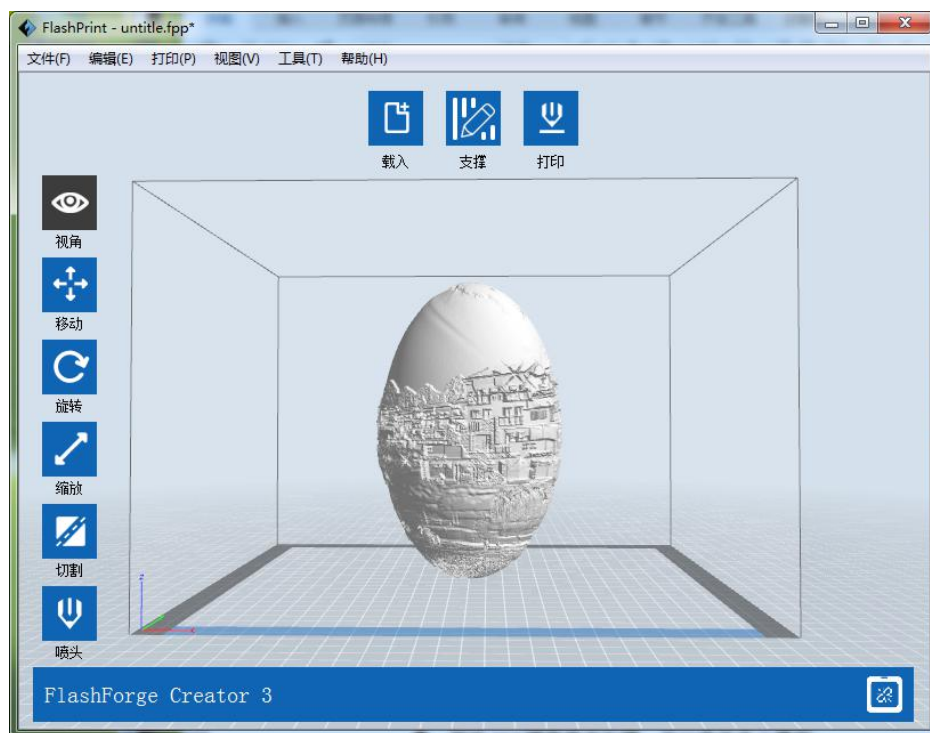 FlashPrint - untitle.fpp*
文件(F) 编辑(E) 打印(P) 视图(V) 工具(T) 帮助(H)
载入 支撑 打印
视角
移动
旋转
缩放
切割
喷头
z
FlashForge Creator 3